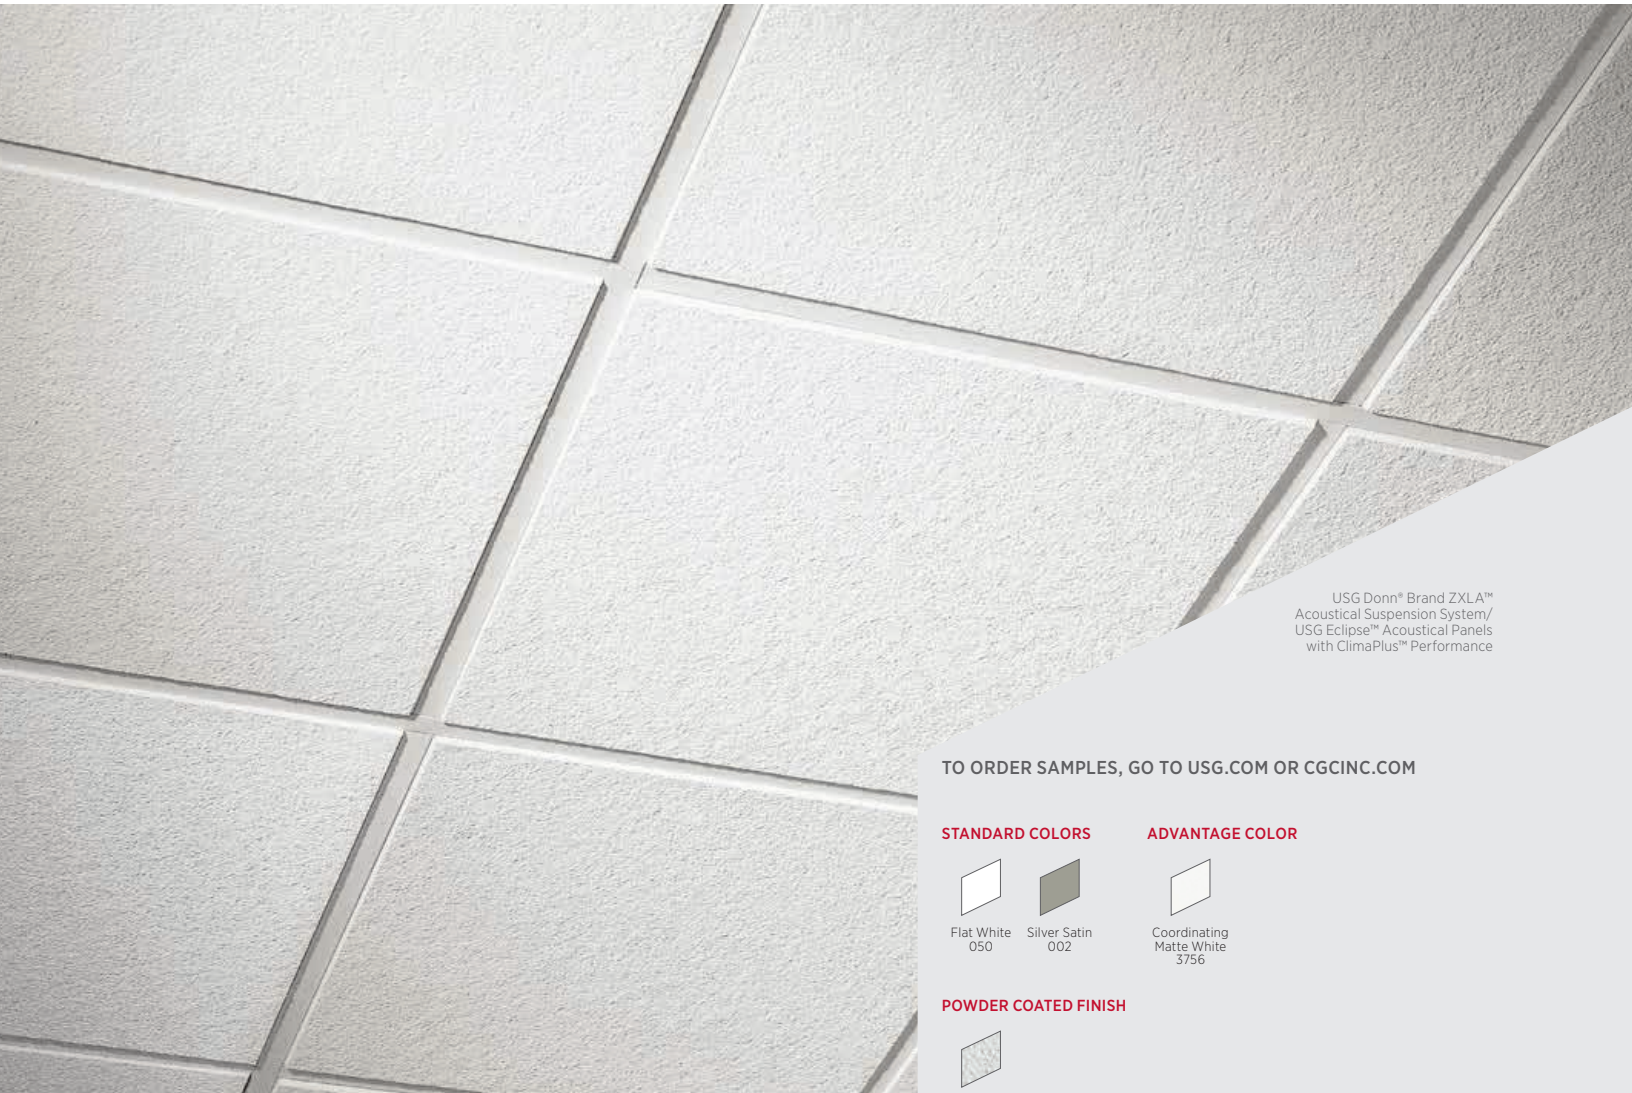 USG Donn® Brand ZXLA™
Acoustical Suspension System/
USG Eclipse™ Acoustical Panels
with ClimaPlus™ Performance
TO ORDER SAMPLES, GO TO USG.COM OR CGCINC.COM
STANDARD COLORS
Flat White
050
Silver Satin
002
ADVANTAGE COLOR
Coordinating
Matte White
3756
POWDER COATED FINISH